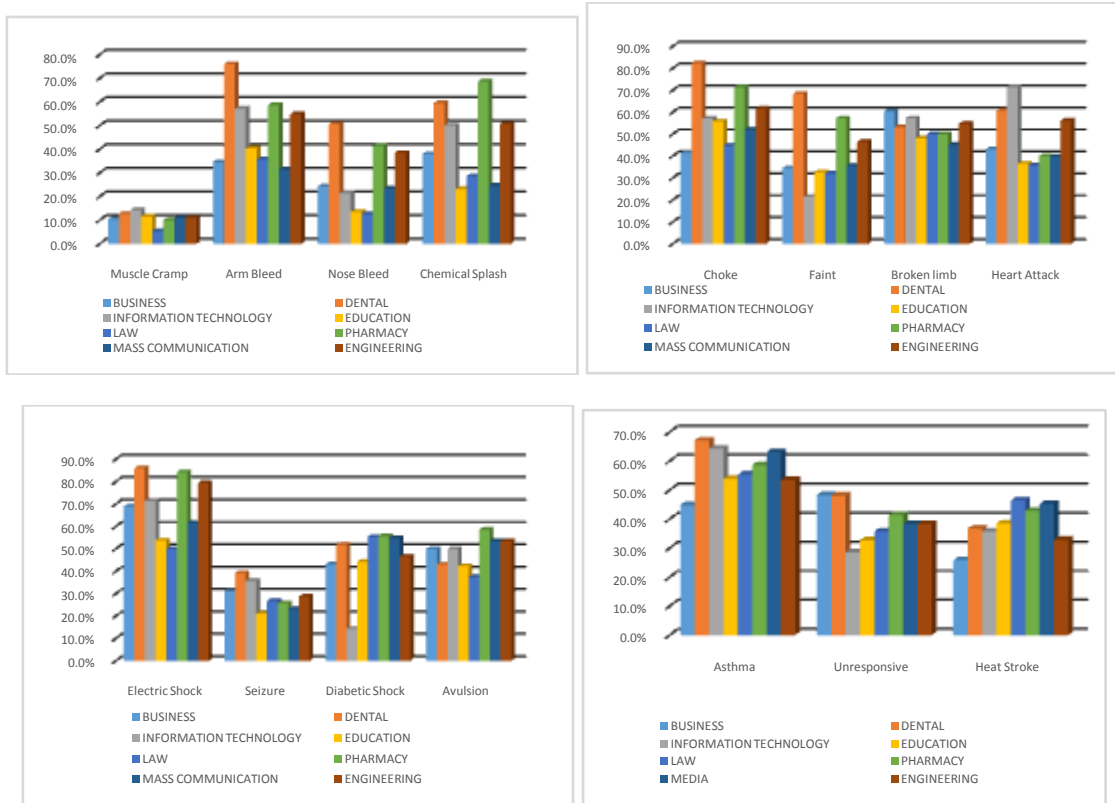 80.0%
70.0%
60.0%
50.0%
40.0%
30.0%
20.0%
10.0%
0.0%
Muscle Cramp Arm Bleed Nose Bleed Chemical Splash
BUSINESS DENTAL
INFORMATION TECHNOLOGY EDUCATION
LAW PHARMACY
MASS COMMUNICATION ENGINEERING
90.0%
80.0%
70.0%
60.0%
50.0%
40.0%
30.0%
20.0%
10.0%
0.0%
Choke Faint Broken limb Heart Attack
BUSINESS DENTAL
INFORMATION TECHNOLOGY EDUCATION
LAW PHARMACY
MASS COMMUNICATION ENGINEERING
90.0%
80.0%
70.0%
60.0%
50.0%
40.0%
30.0%
20.0%
10.0%
0.0%
Electric Shock Seizure Diabetic Shock Avulsion
BUSINESS DENTAL
INFORMATION TECHNOLOGY EDUCATION
LAW PHARMACY
MASS COMMUNICATION ENGINEERING
70.0%
60.0%
50.0%
40.0%
30.0%
20.0%
10.0%
0.0%
Asthma Unresponsive Heat Stroke
BUSINESS DENTAL
INFORMATION TECHNOLOGY EDUCATION
LAW PHARMACY
MEDIA ENGINEERING